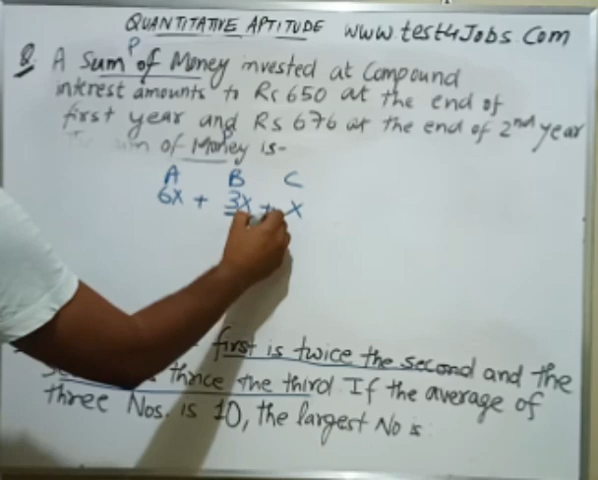 QUANTITATIVE APTITUDE www.test4Jobs.Com
P
Q. A Sum of Money invested at Compound
intrest amounts to Rs 650 at the end of
first year and Rs 676 at the end of 2nd year
of Money is-
A B C
6x + 3x + x
first is twice the second and the
thrice the third. If the average of
three Nos. is 10, the largest No is